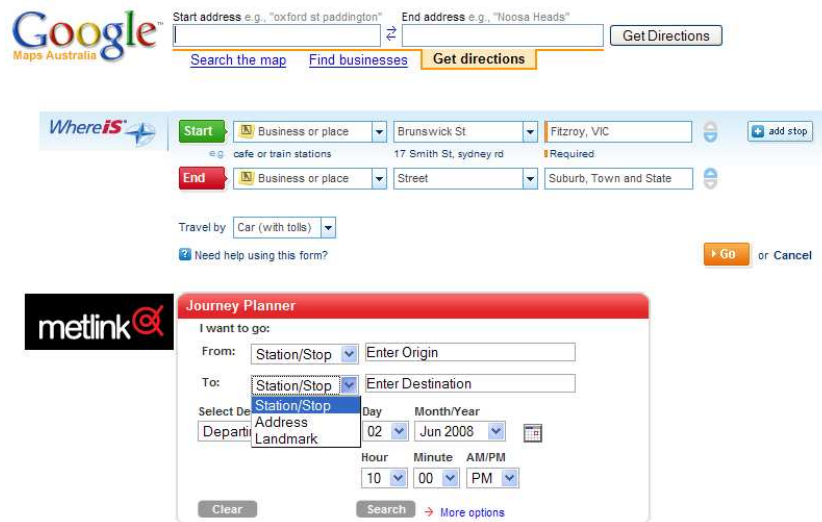 Google™
Maps Australia
Start address e.g., "oxford st paddington" End address e.g., "Noosa Heads"
Get Directions
Search the map Find businesses Get directions
Whereis
Start Business or place Brunswick St Fitzroy, VIC add stop
e.g. cafe or train stations 17 Smith St, sydney rd Required
End Business or place Street Suburb, Town and State
Travel by Car (with tolls)
? Need help using this form?
Go or Cancel
metlink
Journey Planner
I want to go:
From: Station/Stop Enter Origin
To: Station/Stop Enter Destination
Station/Stop
Address
Landmark
Select De Day Month/Year
Departi 02 Jun 2008
Hour Minute AM/PM
10 00 PM
Clear Search → More options